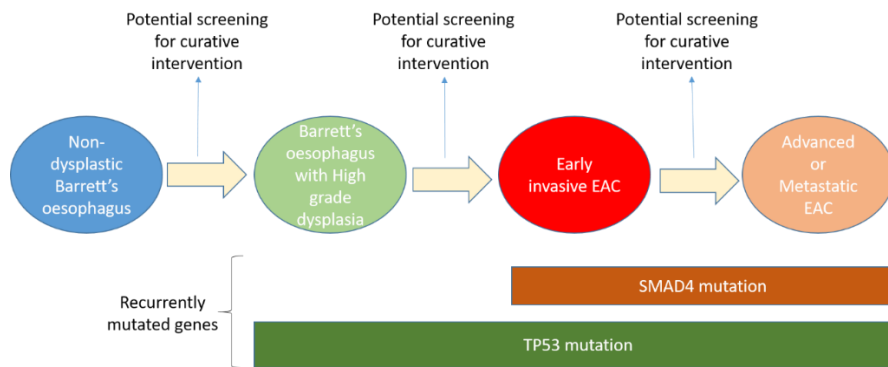 Potential screening
for curative
intervention
Potential screening
for curative
intervention
Potential screening
for curative
intervention
Non-
dysplastic
Barrett's
oesophagus
Barrett's
oesophagus
with High
grade
dysplasia
Early
invasive EAC
Advanced
or
Metastatic
EAC
Recurrently
mutated genes
SMAD4 mutation
TP53 mutation